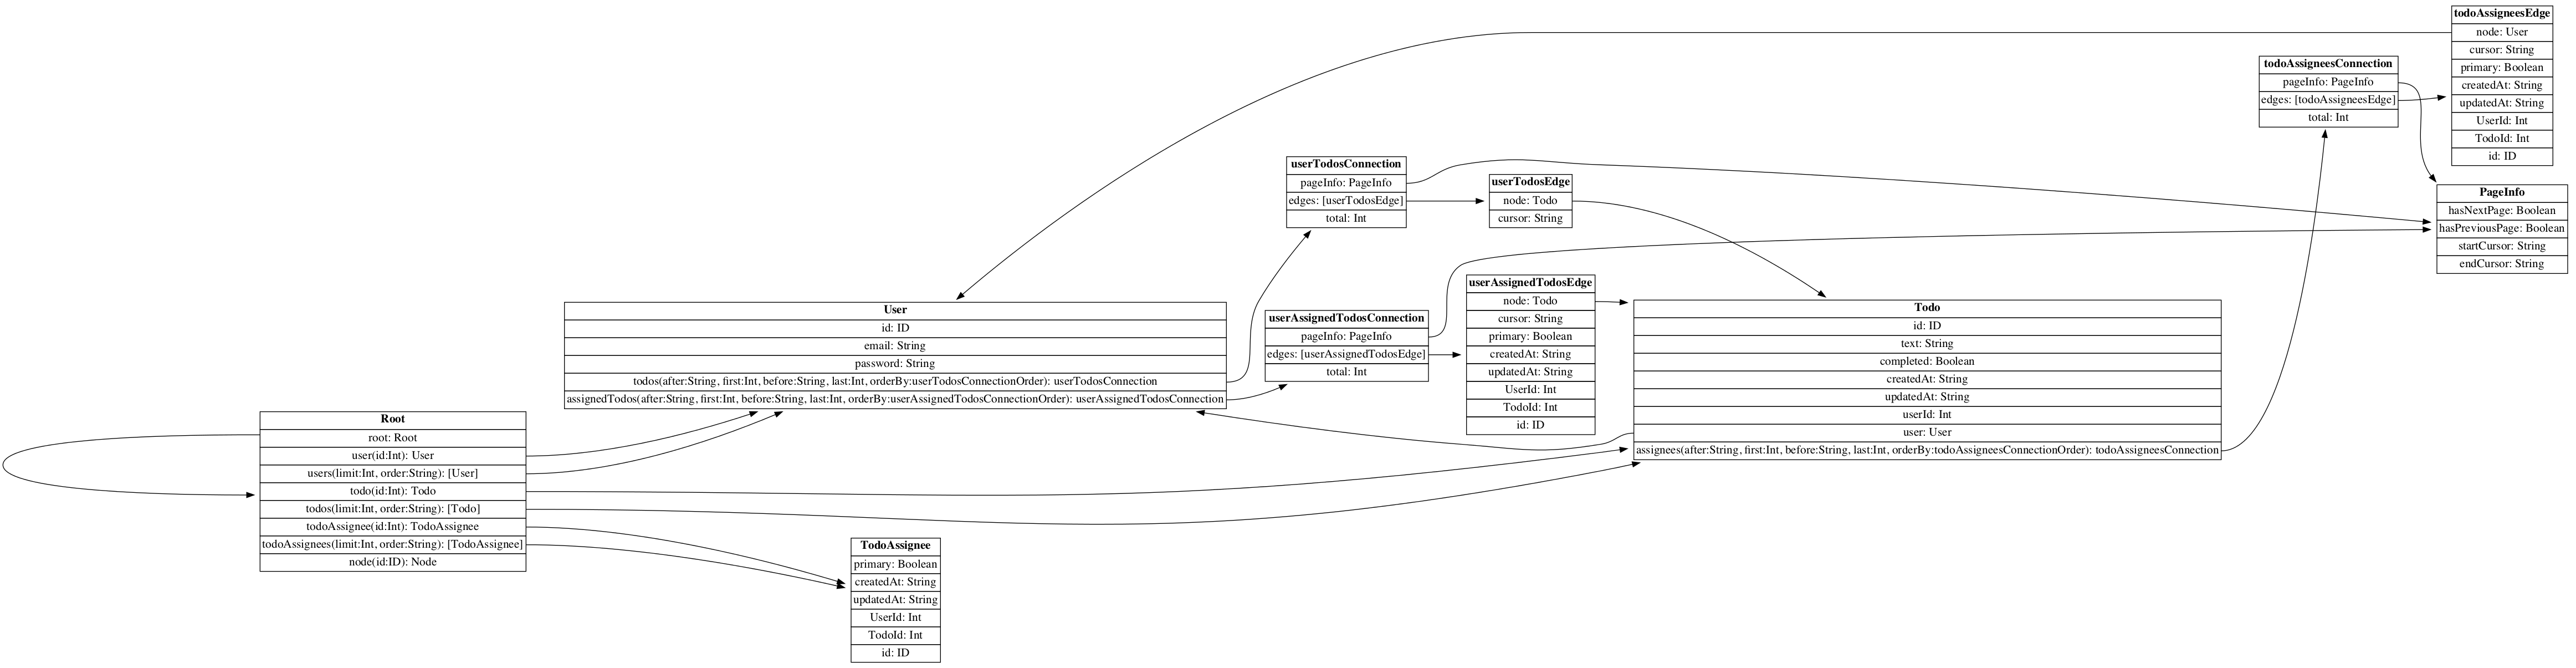 Root
root: Root
user(id:Int): User
users(limit:Int, order:String): [User]
todo(id:Int): Todo
todos(limit:Int, order:String): [Todo]
todoAssignee(id:Int): TodoAssignee
todoAssignees(limit:Int, order:String): [TodoAssignee]
node(id:ID): Node
User
id: ID
email: String
password: String
todos(after:String, first:Int, before:String, last:Int, orderBy:userTodosConnectionOrder): userTodosConnection
assignedTodos(after:String, first:Int, before:String, last:Int, orderBy:userAssignedTodosConnectionOrder): userAssignedTodosConnection
TodoAssignee
primary: Boolean
createdAt: String
updatedAt: String
UserId: Int
TodoId: Int
id: ID
userTodosConnection
pageInfo: PageInfo
edges: [userTodosEdge]
total: Int
userAssignedTodosConnection
pageInfo: PageInfo
edges: [userAssignedTodosEdge]
total: Int
userTodosEdge
node: Todo
cursor: String
userAssignedTodosEdge
node: Todo
cursor: String
primary: Boolean
createdAt: String
updatedAt: String
UserId: Int
TodoId: Int
id: ID
Todo
id: ID
text: String
completed: Boolean
createdAt: String
updatedAt: String
userId: Int
user: User
assignees(after:String, first:Int, before:String, last:Int, orderBy:todoAssigneesConnectionOrder): todoAssigneesConnection
todoAssigneesConnection
pageInfo: PageInfo
edges: [todoAssigneesEdge]
total: Int
todoAssigneesEdge
node: User
cursor: String
primary: Boolean
createdAt: String
updatedAt: String
UserId: Int
TodoId: Int
id: ID
PageInfo
hasNextPage: Boolean
hasPreviousPage: Boolean
startCursor: String
endCursor: String